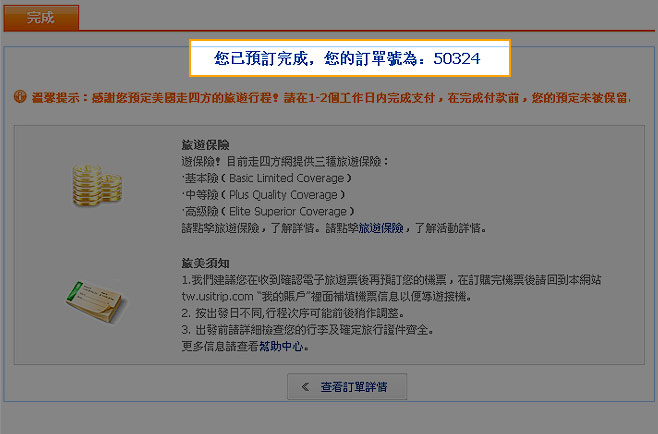 完成
您已預訂完成，您的訂單號為：50324
溫馨提示：感謝您預定美國走四方的旅遊行程！請在1-2個工作日內完成支付，在完成付款前，您的預定未被保留.
旅遊保險
遊保險！目前走四方網提供三種旅遊保險：
·基本險（Basic Limited Coverage）
·中等險（Plus Quality Coverage）
·高級險（Elite Superior Coverage）
請點擊旅遊保險，了解詳情。請點擊旅遊保險，了解活動詳情。
旅美須知
1.我們建議您在收到確認電子旅遊票後再預訂您的機票，在訂購完機票後請回到本網站
tw.usitrip.com “我的賬戶”裡面補填機票信息以便導遊接機。
2. 按出發日不同,行程次序可能前後稍作調整。
3. 出發前請詳細檢查您的行李及確定旅行證件齊全。
更多信息請查看幫助中心。
查看訂單詳情